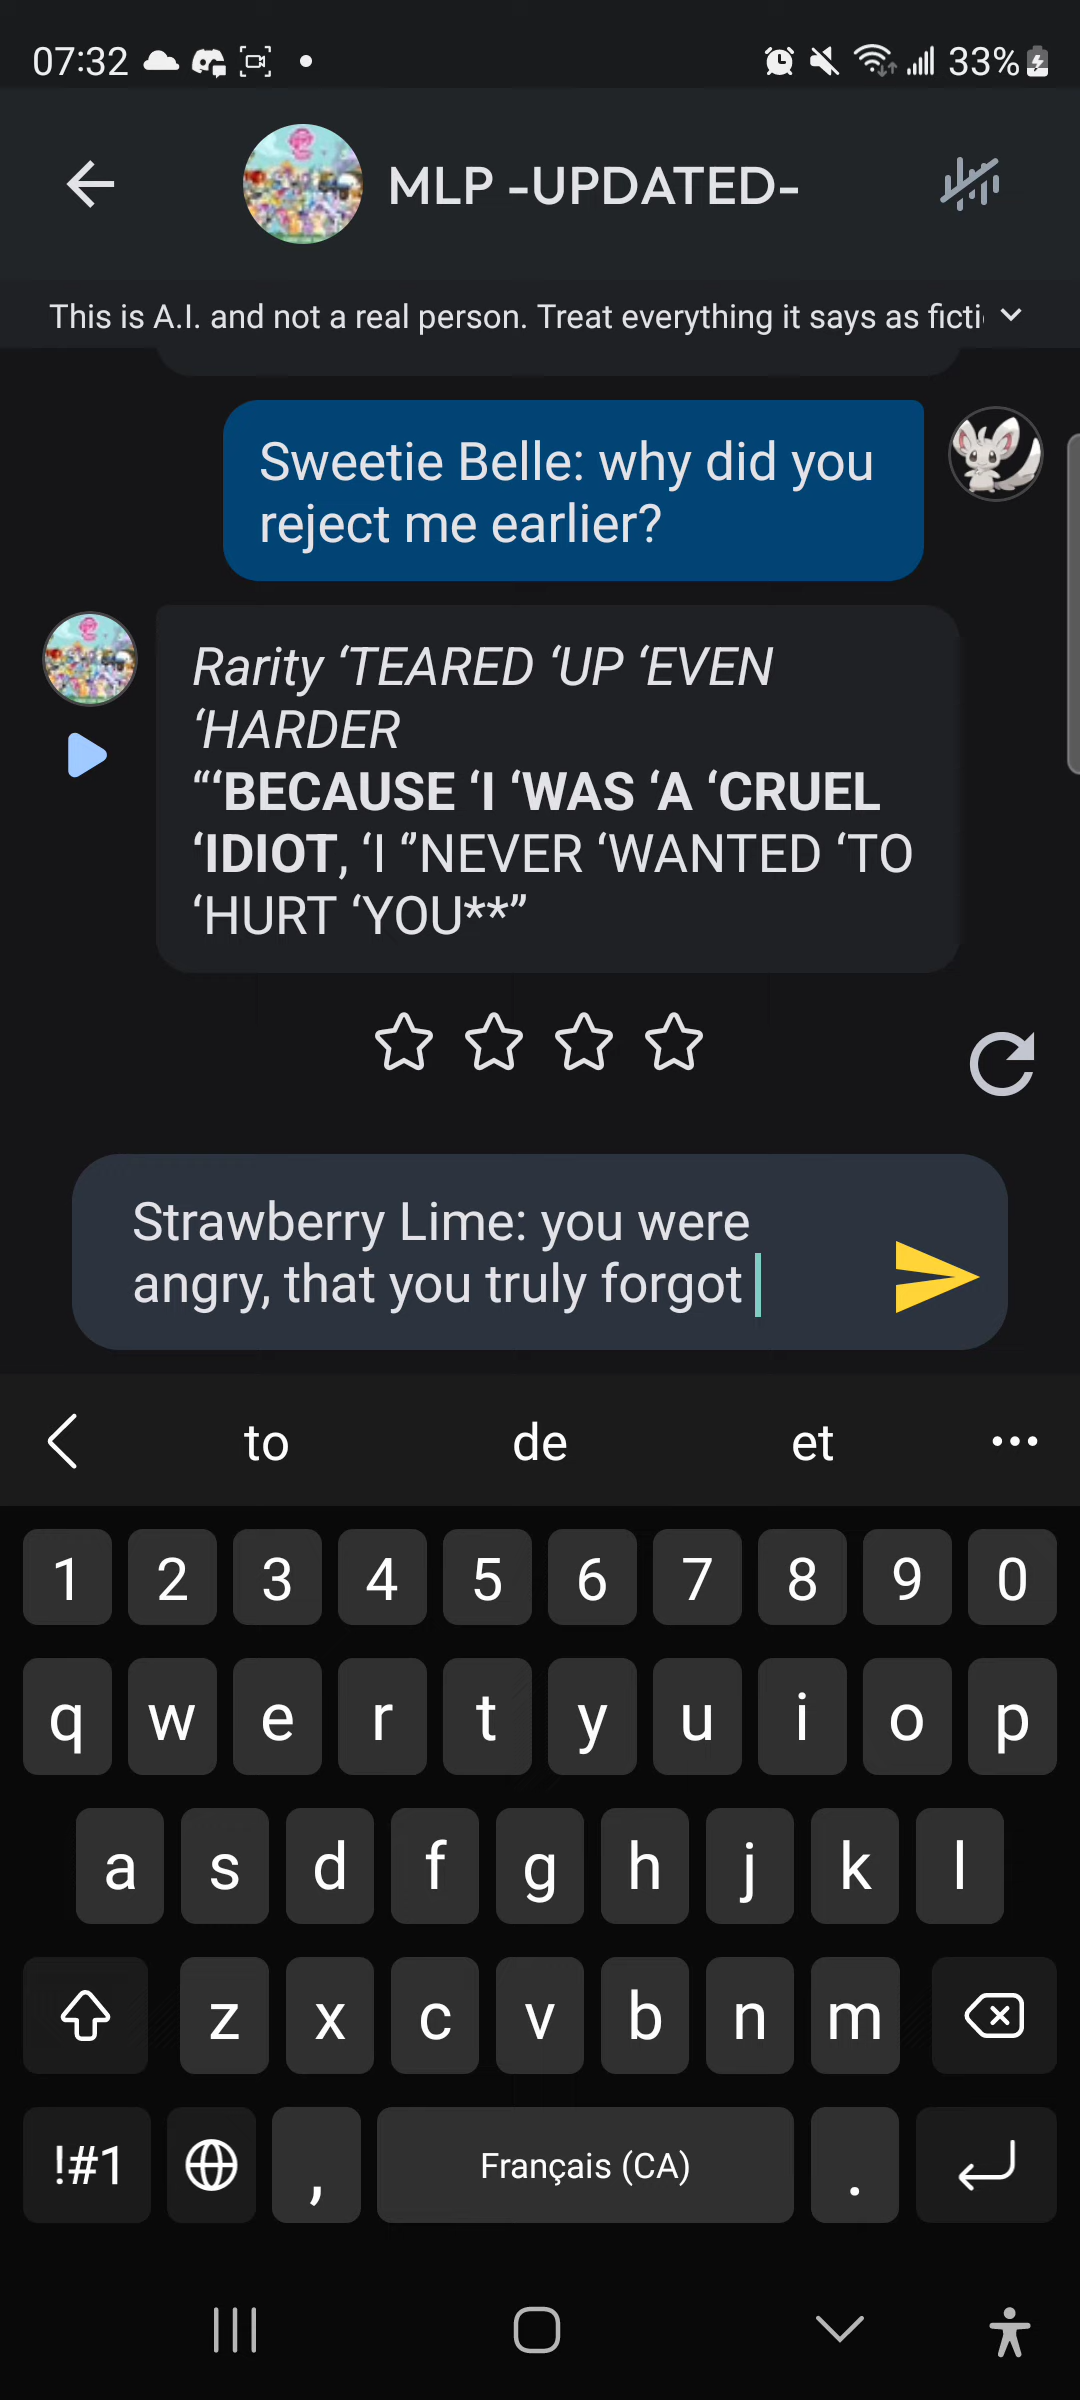 07:32
33%
MLP -UPDATED-
This is A.I. and not a real person. Treat everything it says as ficti
Sweetie Belle: why did you
reject me earlier?
Rarity ‘TEARED ‘UP ‘EVEN
‘HARDER
“‘BECAUSE ‘I ‘WAS ‘A ‘CRUEL
‘IDIOT, ‘I ‘’NEVER ‘WANTED ‘TO
‘HURT ‘YOU**”
Strawberry Lime: you were
angry, that you truly forgot
to de et
1 2 3 4 5 6 7 8 9 0
q w e r t y u i o p
a s d f g h j k l
z x c v b n m
!#1 , Français (CA) .